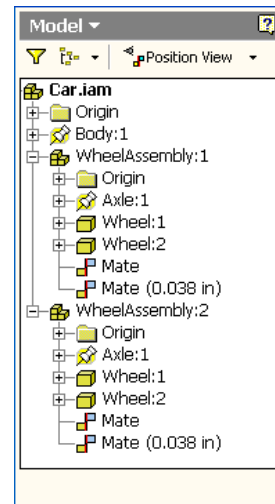 Model
Position View
Car.iam
Origin
Body:1
WheelAssembly:1
Origin
Axle:1
Wheel:1
Wheel:2
Mate
Mate (0.038 in)
WheelAssembly:2
Origin
Axle:1
Wheel:1
Wheel:2
Mate
Mate (0.038 in)